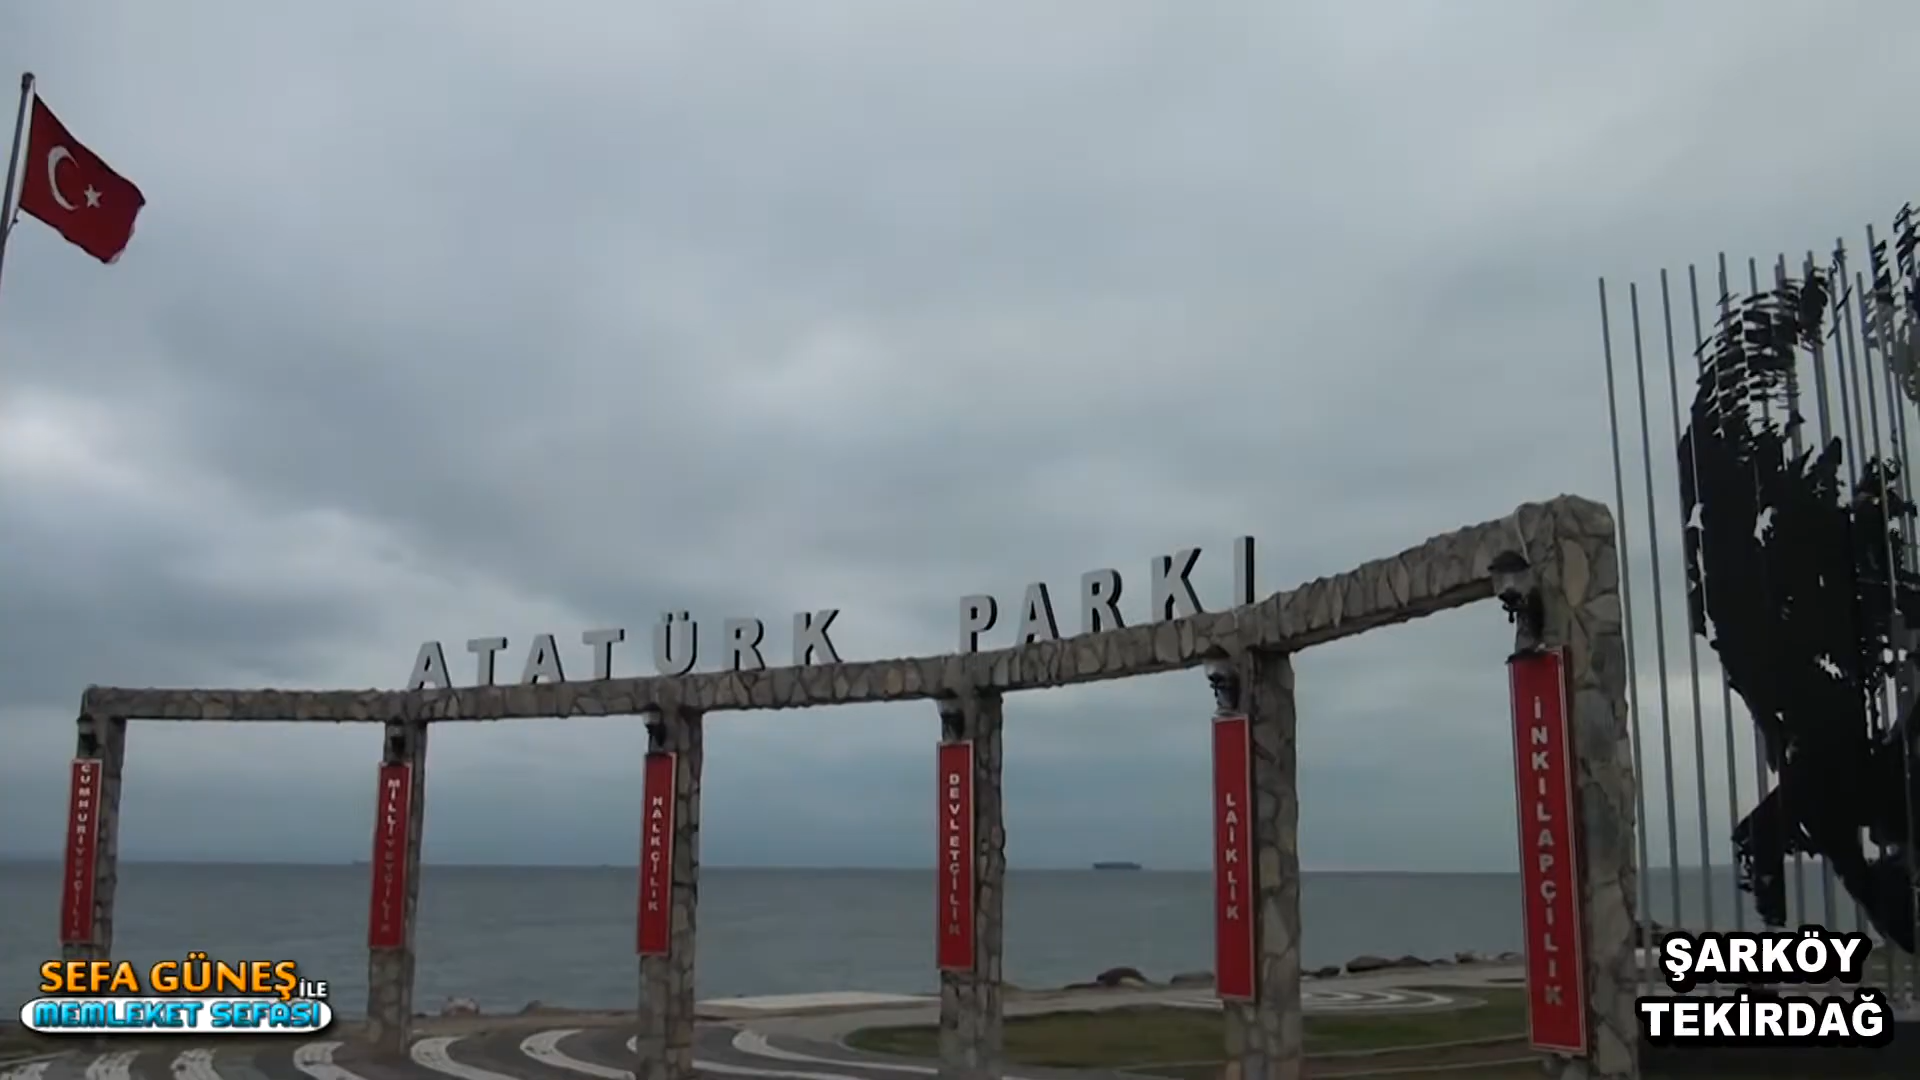 ATATÜRK PARKI
CUMHURİYETÇİLİK
MİLLİYETÇİLİK
HALKÇILIK
DEVLETÇİLİK
LAİKLİK
İNKILAPÇILIK
SEFA GÜNEŞ İLE
MEMLEKET SEFASI
ŞARKÖY
TEKİRDAĞ